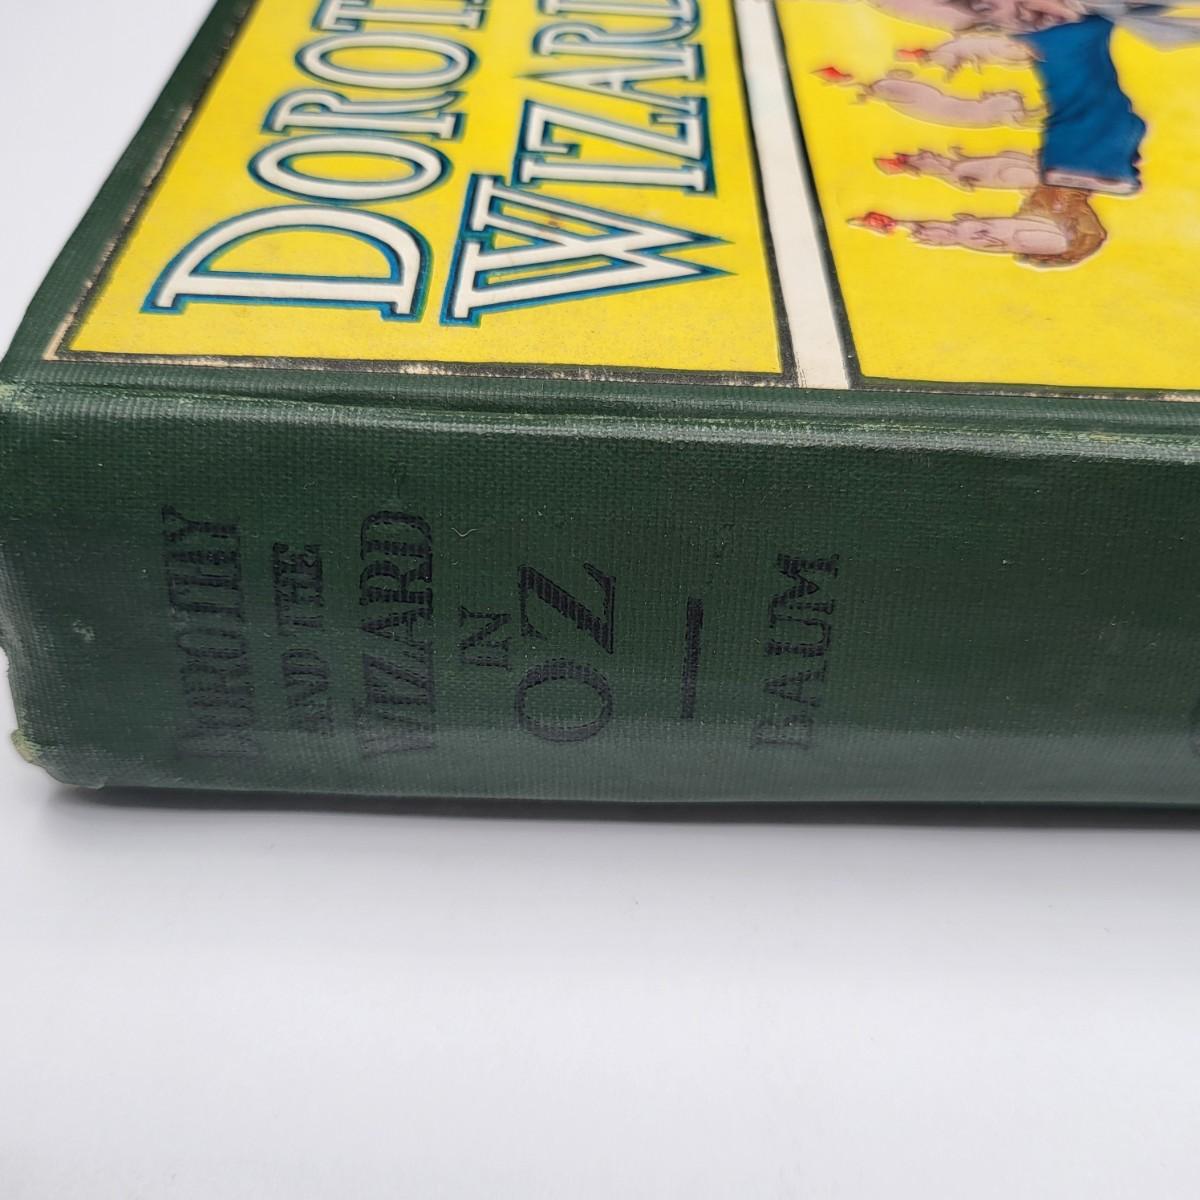 DOROT
WIZARD
DOROTHY
AND THE
WIZARD
IN
OZ
BAUM